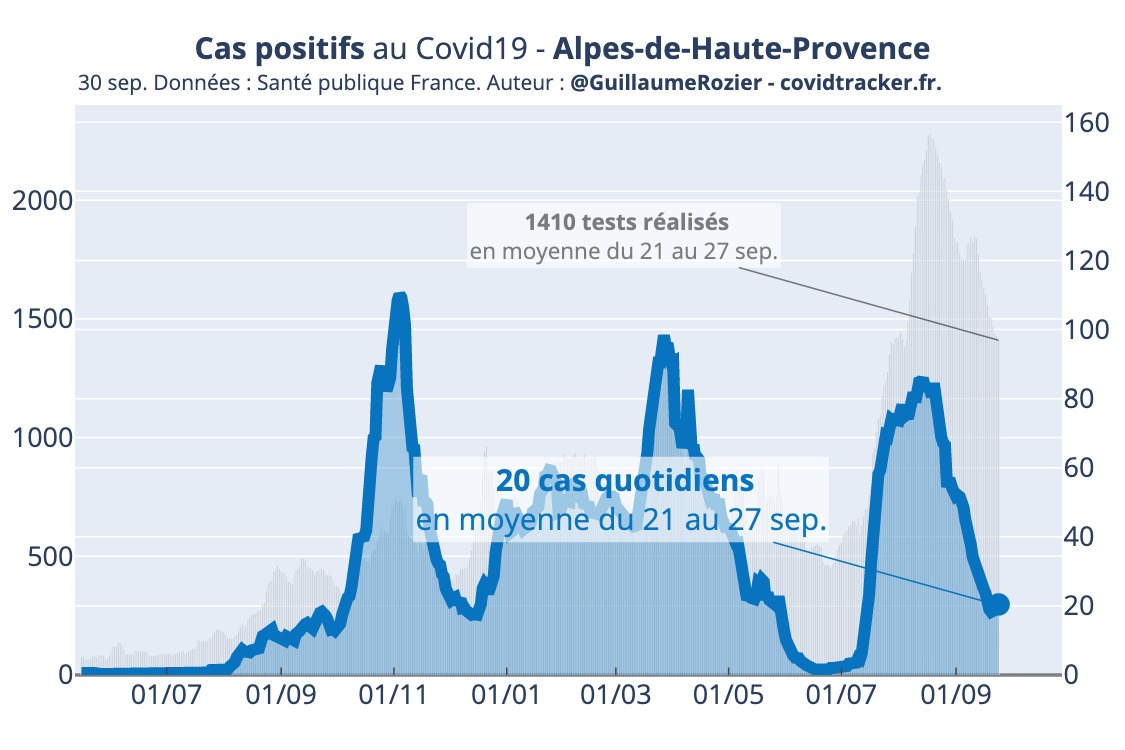 Cas positifs au Covid19 - Alpes-de-Haute-Provence
30 sep. Données : Santé publique France. Auteur : @GuillaumeRozier - covidtracker.fr.
160
140
2000
1410 tests réalisés
en moyenne du 21 au 27 sep.
120
1500
100
80
1000
60
20 cas quotidiens
en moyenne du 21 au 27 sep.
40
500
20
0
0
01/07 01/09 01/11 01/01 01/03 01/05 01/07 01/09